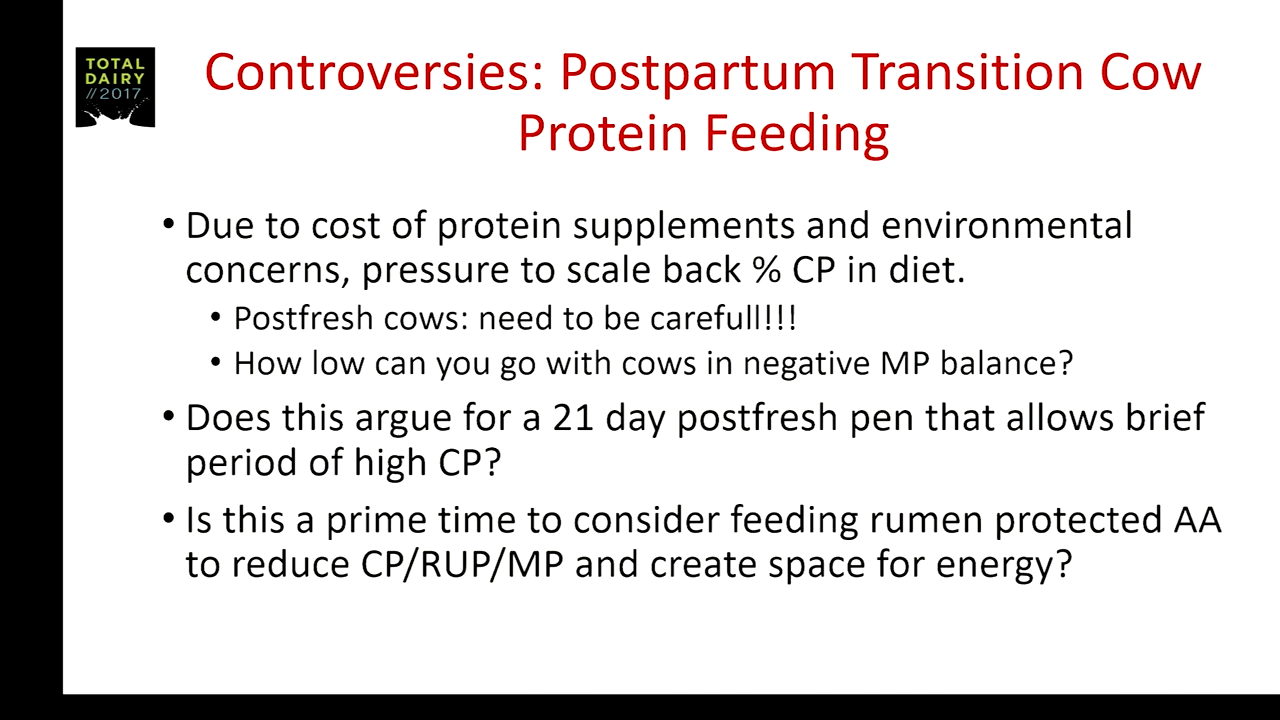 TOTAL
DAIRY
//2017
Controversies: Postpartum Transition Cow
Protein Feeding
• Due to cost of protein supplements and environmental
concerns, pressure to scale back % CP in diet.
• Postfresh cows: need to be carefull!!!
• How low can you go with cows in negative MP balance?
• Does this argue for a 21 day postfresh pen that allows brief
period of high CP?
• Is this a prime time to consider feeding rumen protected AA
to reduce CP/RUP/MP and create space for energy?